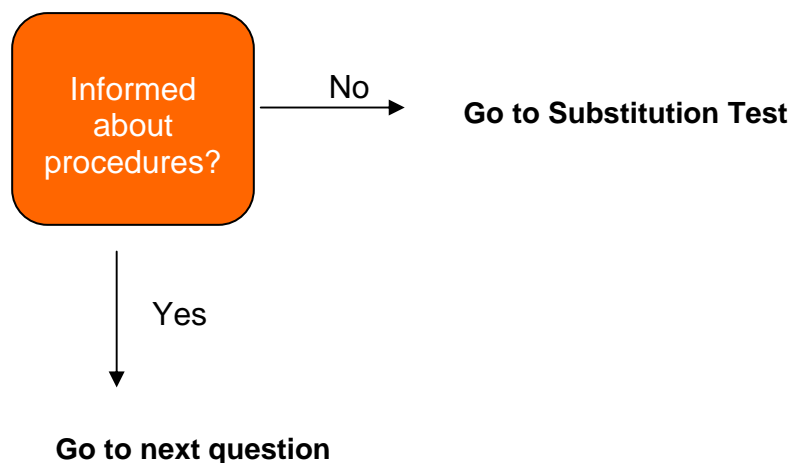 Informed
about
procedures?
No
Go to Substitution Test
Yes
Go to next question